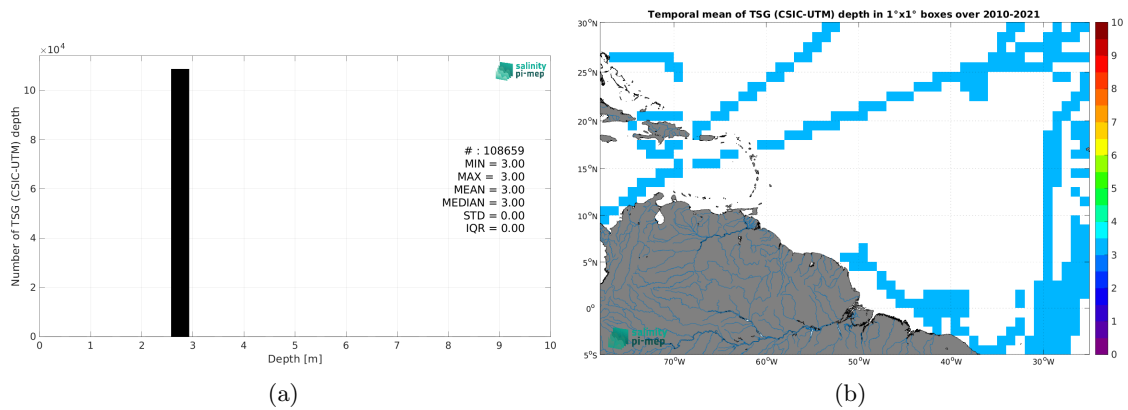 ×10⁴
10
8
6
4
2
0
Number of TSG (CSIC-UTM) depth
0 1 2 3 4 5 6 7 8 9 10
Depth [m]
salinity
pi-mep
# : 108659
MIN = 3.00
MAX = 3.00
MEAN = 3.00
MEDIAN = 3.00
STD = 0.00
IQR = 0.00
(a)
Temporal mean of TSG (CSIC-UTM) depth in 1°x1° boxes over 2010-2021
30°N
25°N
20°N
15°N
10°N
5°N
0°
5°S
70°W 60°W 50°W 40°W 30°W
salinity
pi-mep
10
9
8
7
6
5
4
3
2
1
0
(b)